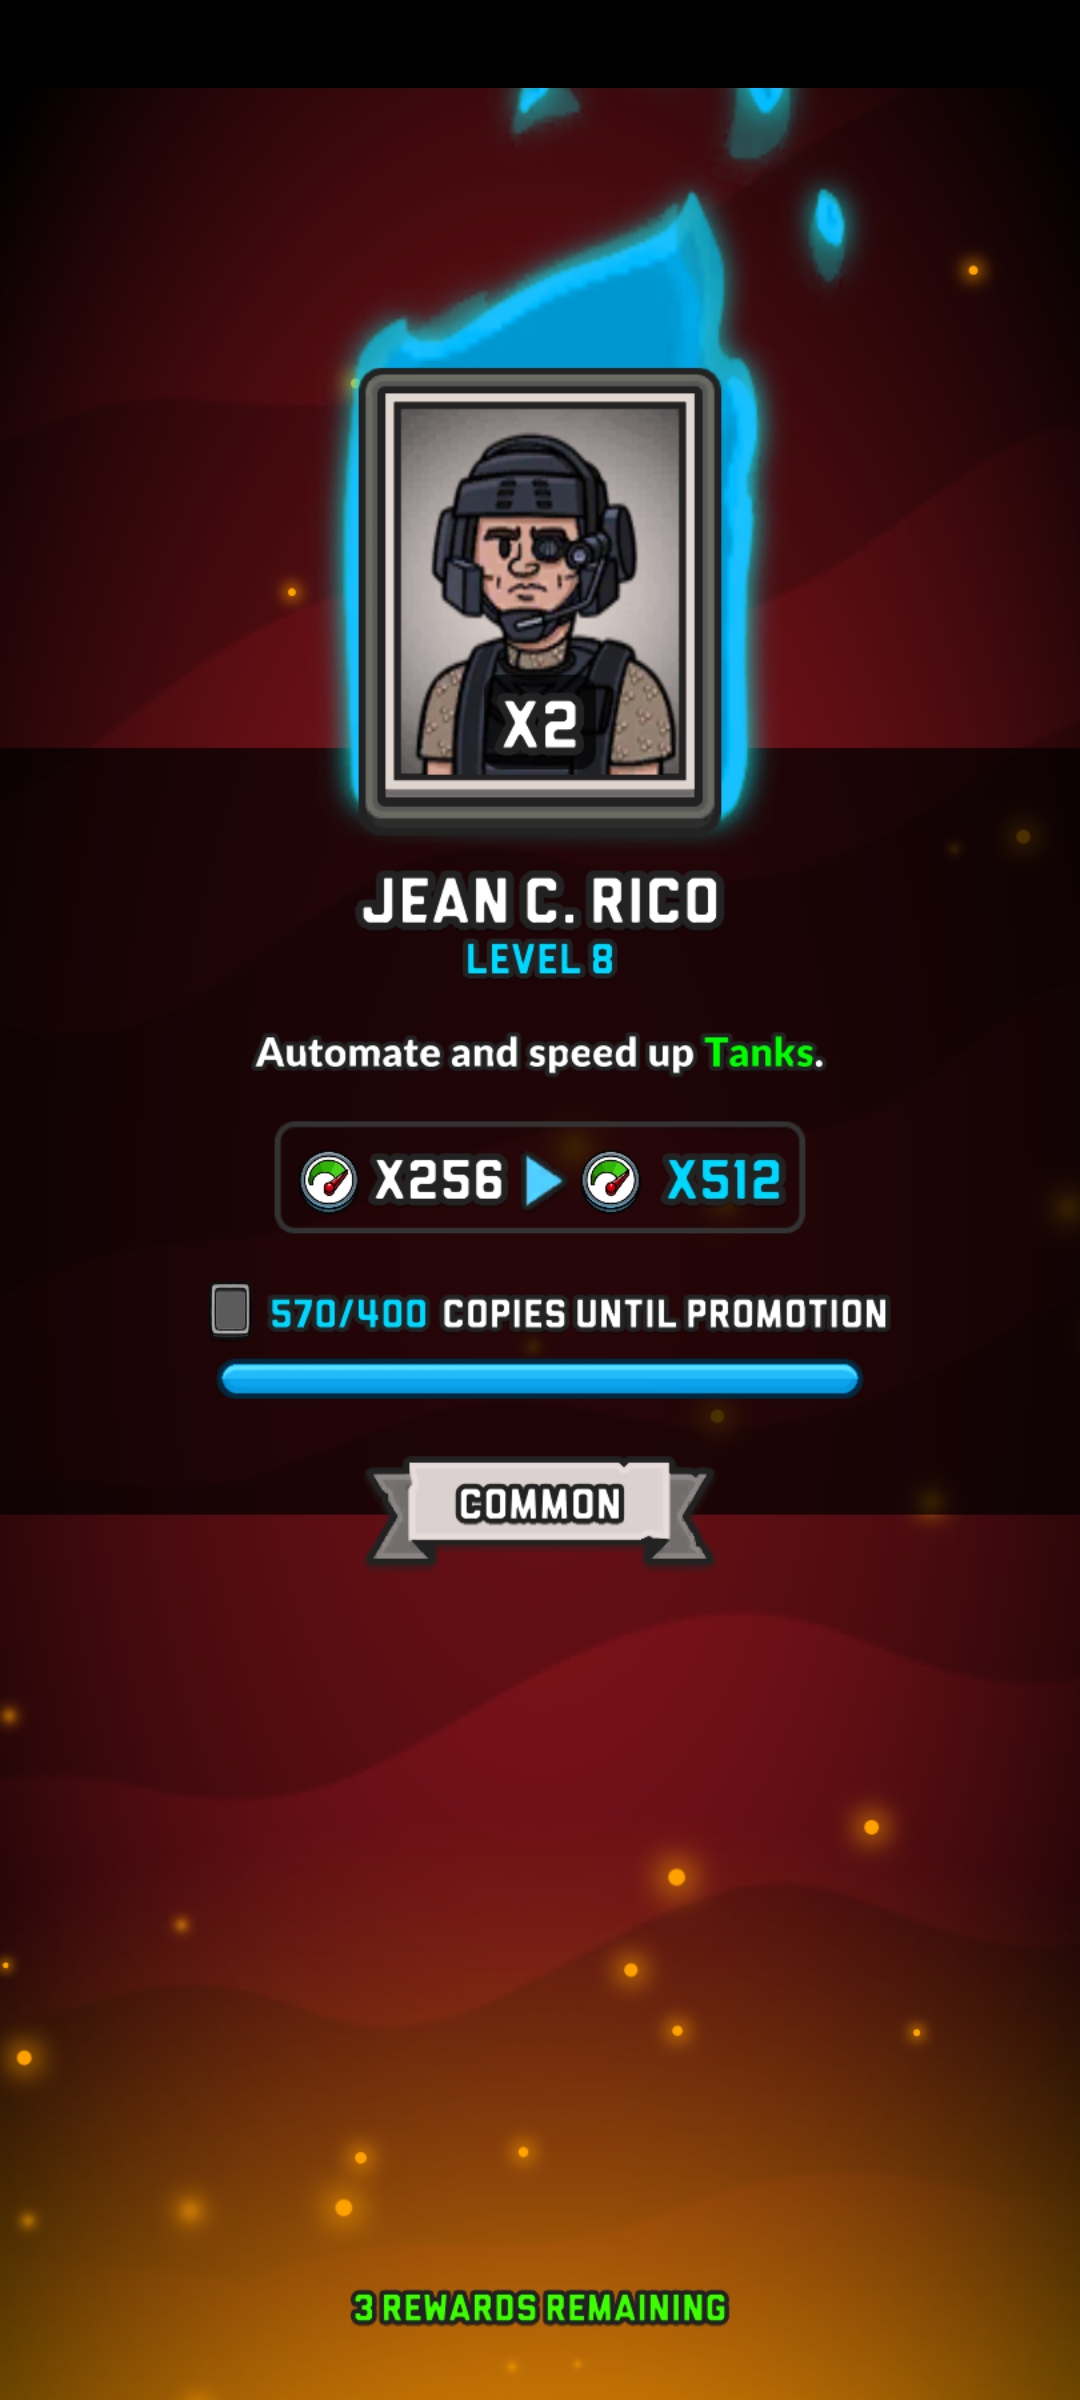 X2
JEAN C. RICO
LEVEL 8
Automate and speed up Tanks.
X256 X512
570/400 COPIES UNTIL PROMOTION
COMMON
3 REWARDS REMAINING